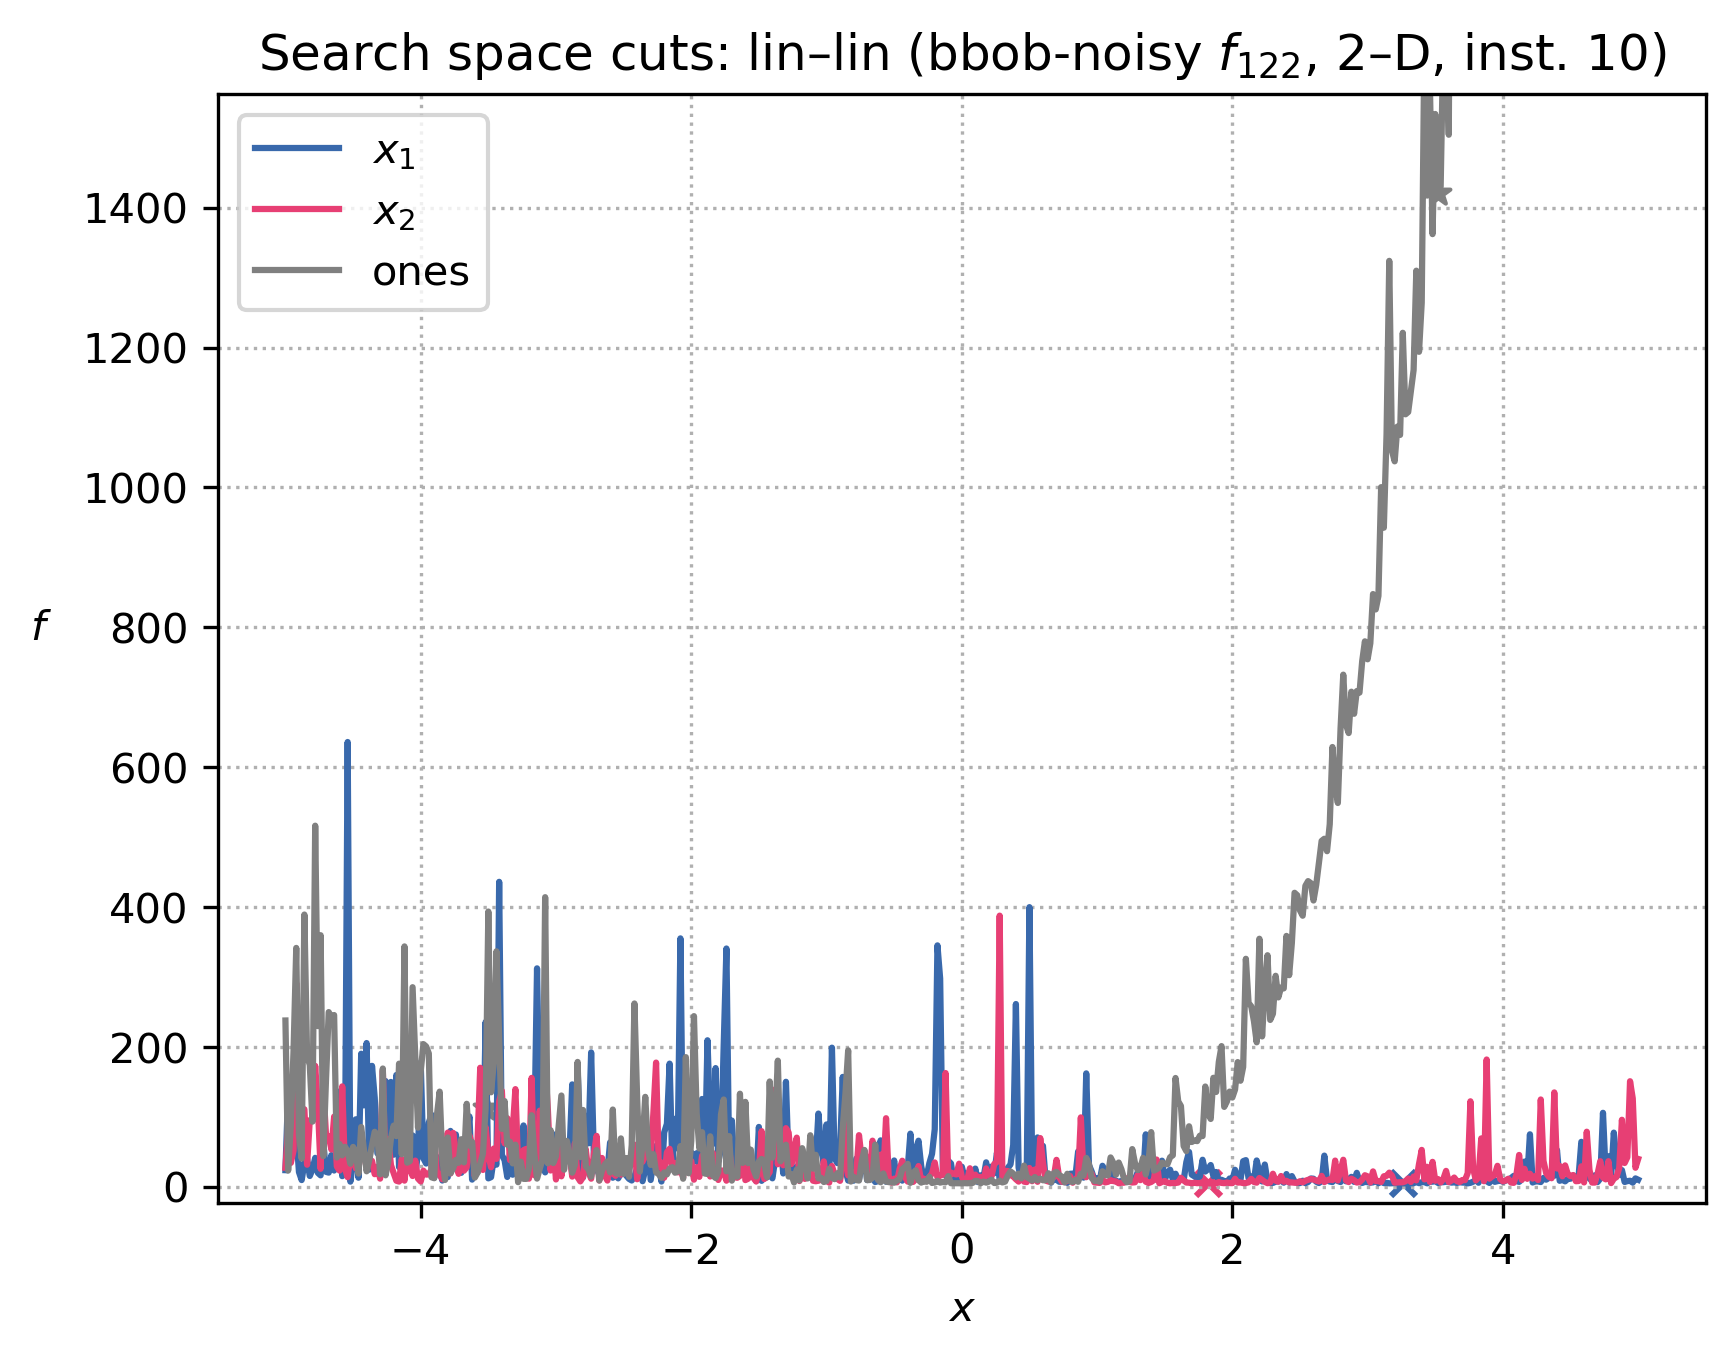 Search space cuts: lin–lin (bbob-noisy f₁₂₂, 2–D, inst. 10)
x₁
x₂
ones
1400
1200
1000
800
600
400
200
0
f
−4 −2 0 2 4
x